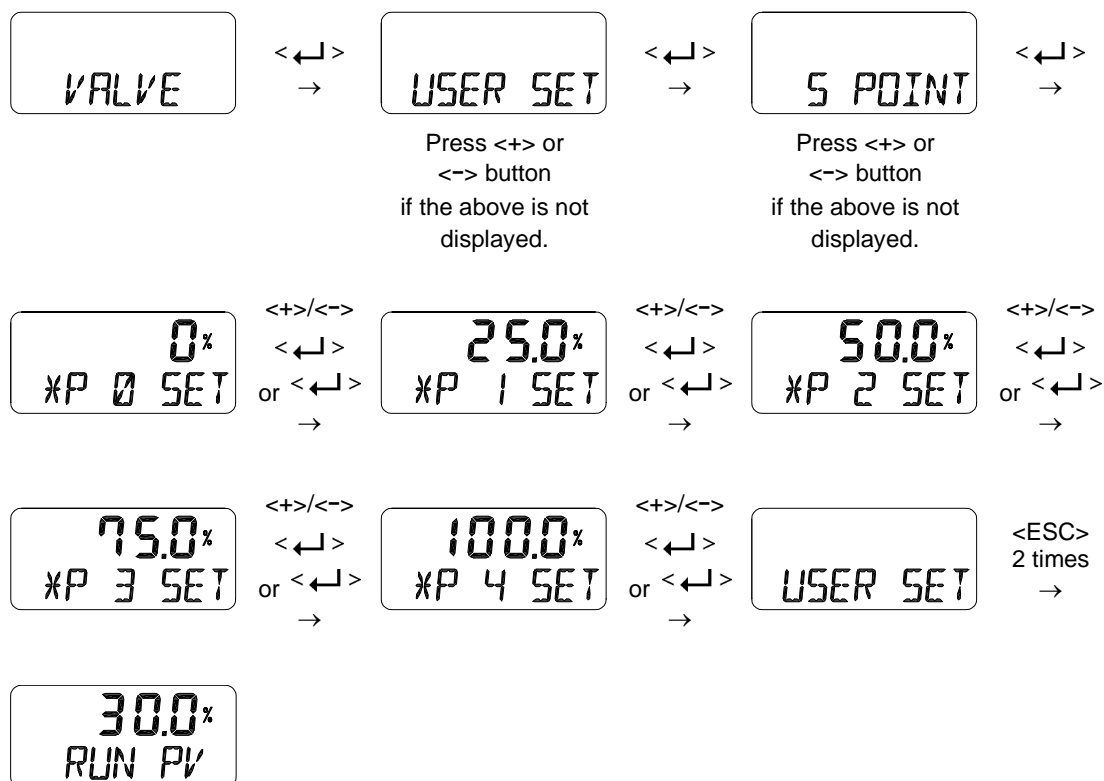 < ↵ > < ↵ > < ↵ >
VALVE → USER SET → 5 POINT →
Press <+> or Press <+> or
<-> button <-> button
if the above is not if the above is not
displayed. displayed.
<+>/<-> <+>/<-> <+>/<->
0% < ↵ > 25.0% < ↵ > 50.0% < ↵ >
*P 0 SET or < ↵ > *P 1 SET or < ↵ > *P 2 SET or < ↵ >
→ → →
<+>/<-> <+>/<->
75.0% < ↵ > 100.0% < ↵ > <ESC>
*P 3 SET or < ↵ > *P 4 SET or < ↵ > USER SET 2 times
→ → →
30.0%
RUN PV